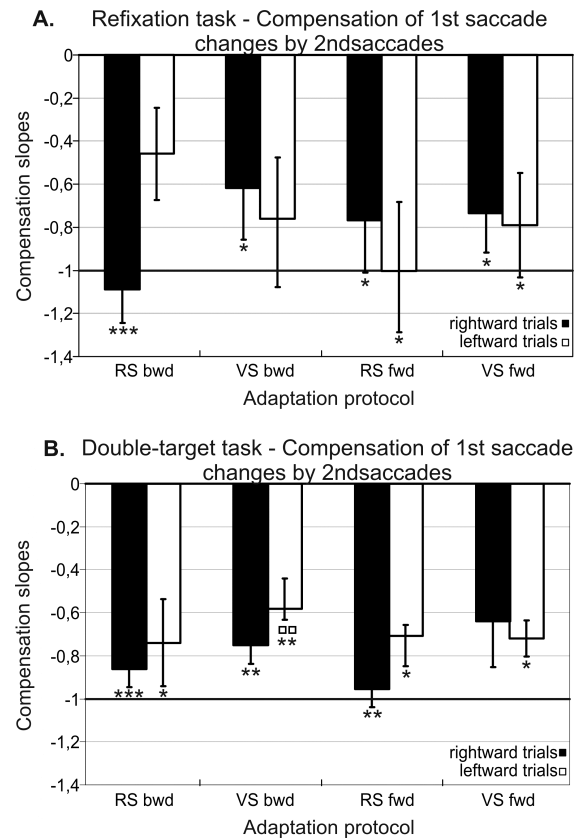 A. Refixation task - Compensation of 1st saccade
changes by 2ndsaccades
Compensation slopes
0
-0,2
-0,4
-0,6
-0,8
-1
-1,2
-1,4
***
*
*
*
*
*
rightward trials ■
leftward trials □
RS bwd VS bwd RS fwd VS fwd
Adaptation protocol
B. Double-target task - Compensation of 1st saccade
changes by 2ndsaccades
Compensation slopes
0
-0,2
-0,4
-0,6
-0,8
-1
-1,2
-1,4
***
*
**
□□
**
**
*
*
rightward trials ■
leftward trials □
RS bwd VS bwd RS fwd VS fwd
Adaptation protocol